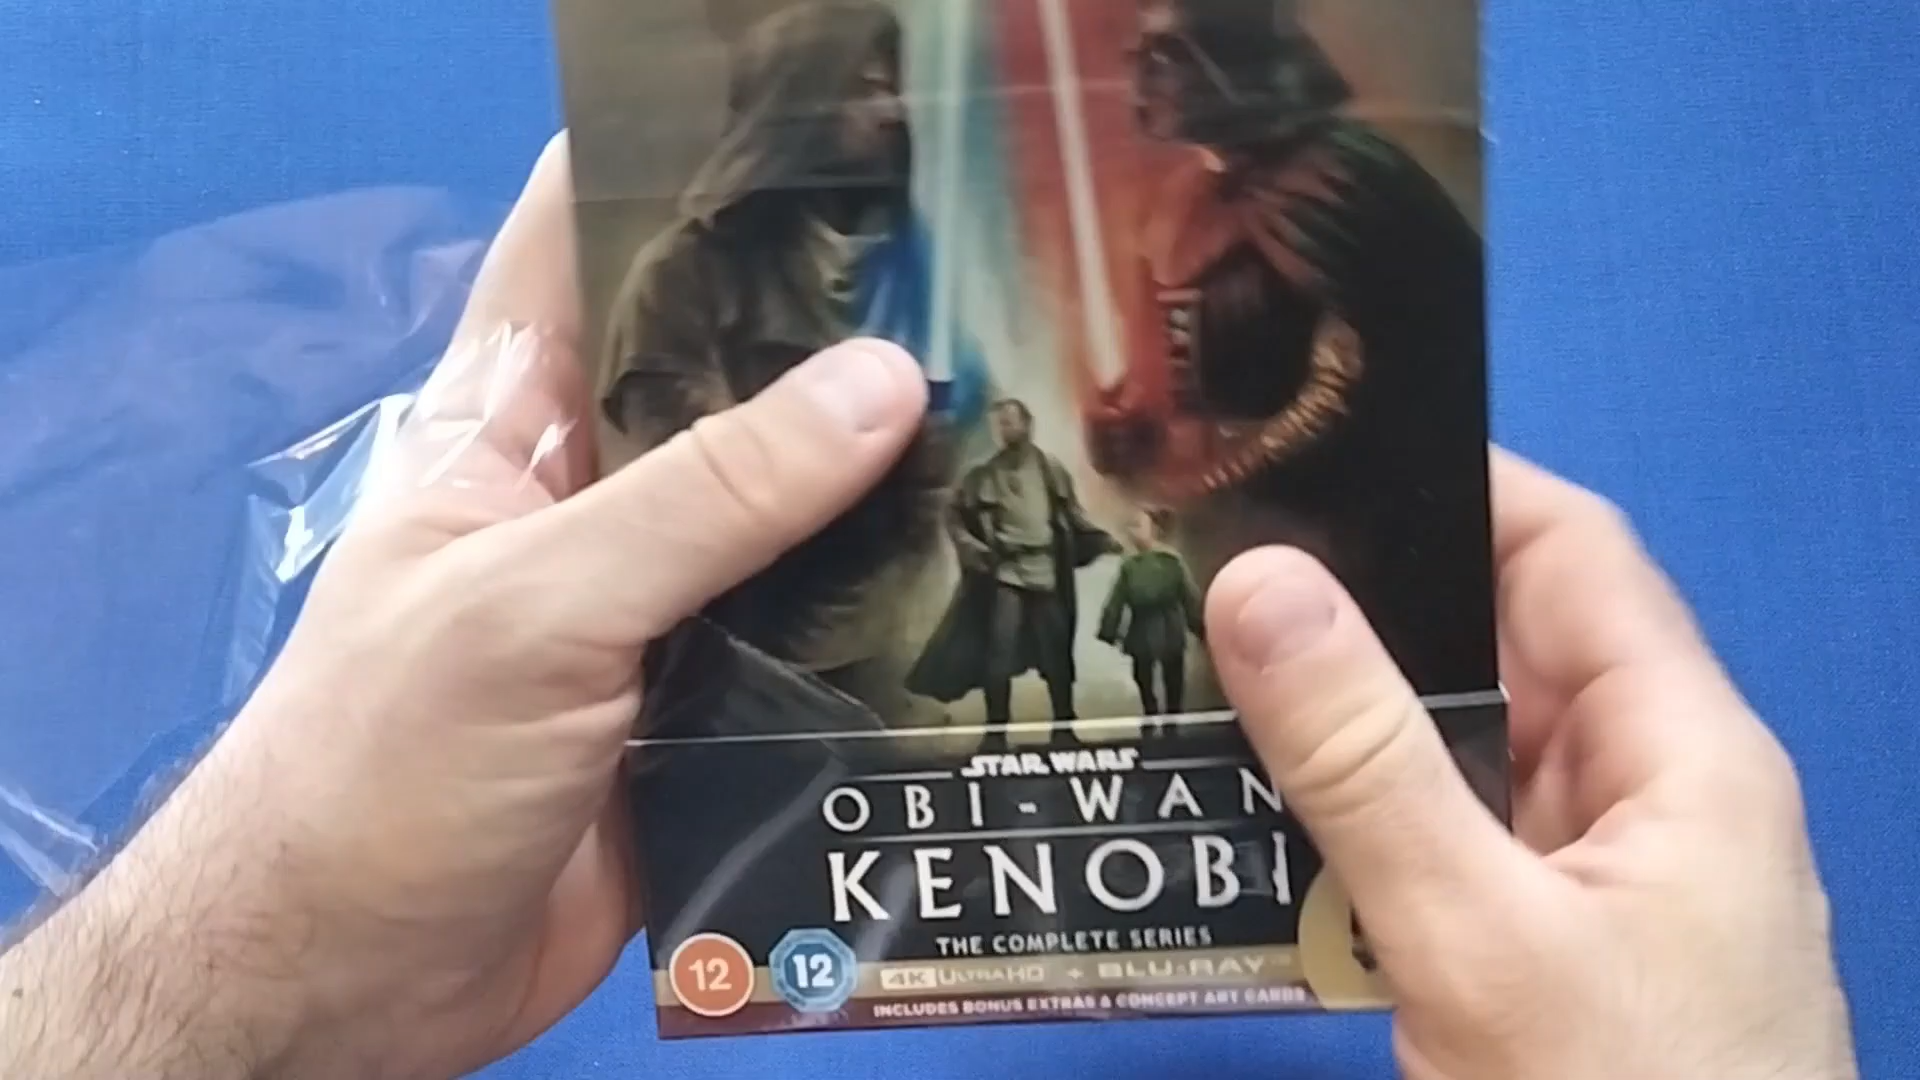 STAR WARS
OBI-WAN
KENOBI
THE COMPLETE SERIES
12 12 4K ULTRA HD + BLU-RAY
INCLUDES BONUS EXTRAS & CONCEPT ART CARDS